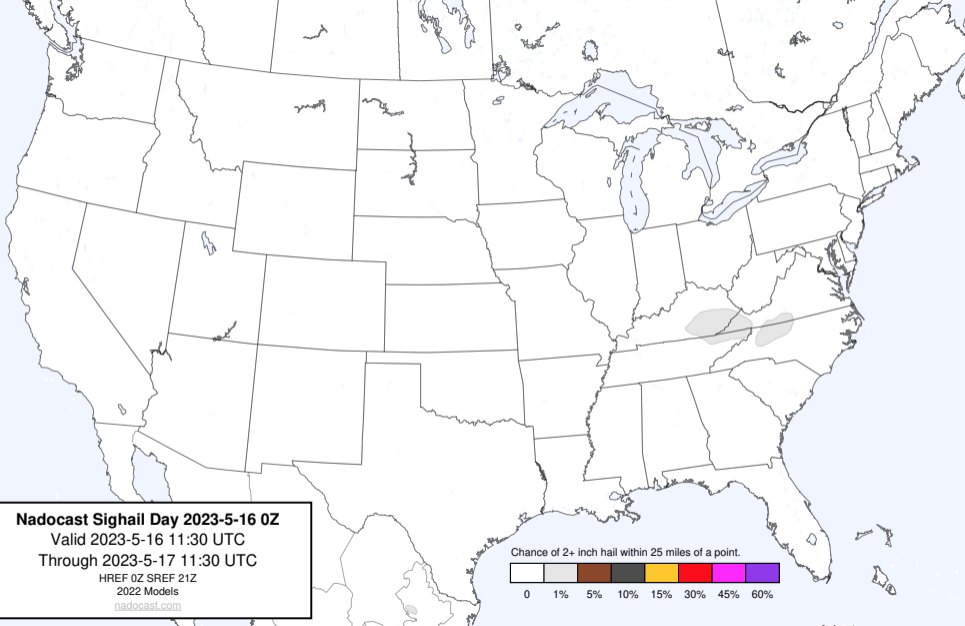 Nadocast Sighail Day 2023-5-16 0Z
Valid 2023-5-16 11:30 UTC
Through 2023-5-17 11:30 UTC
HREF 0Z SREF 21Z
2022 Models
nadocast.com
Chance of 2+ inch hail within 25 miles of a point.
0 1% 5% 10% 15% 30% 45% 60%